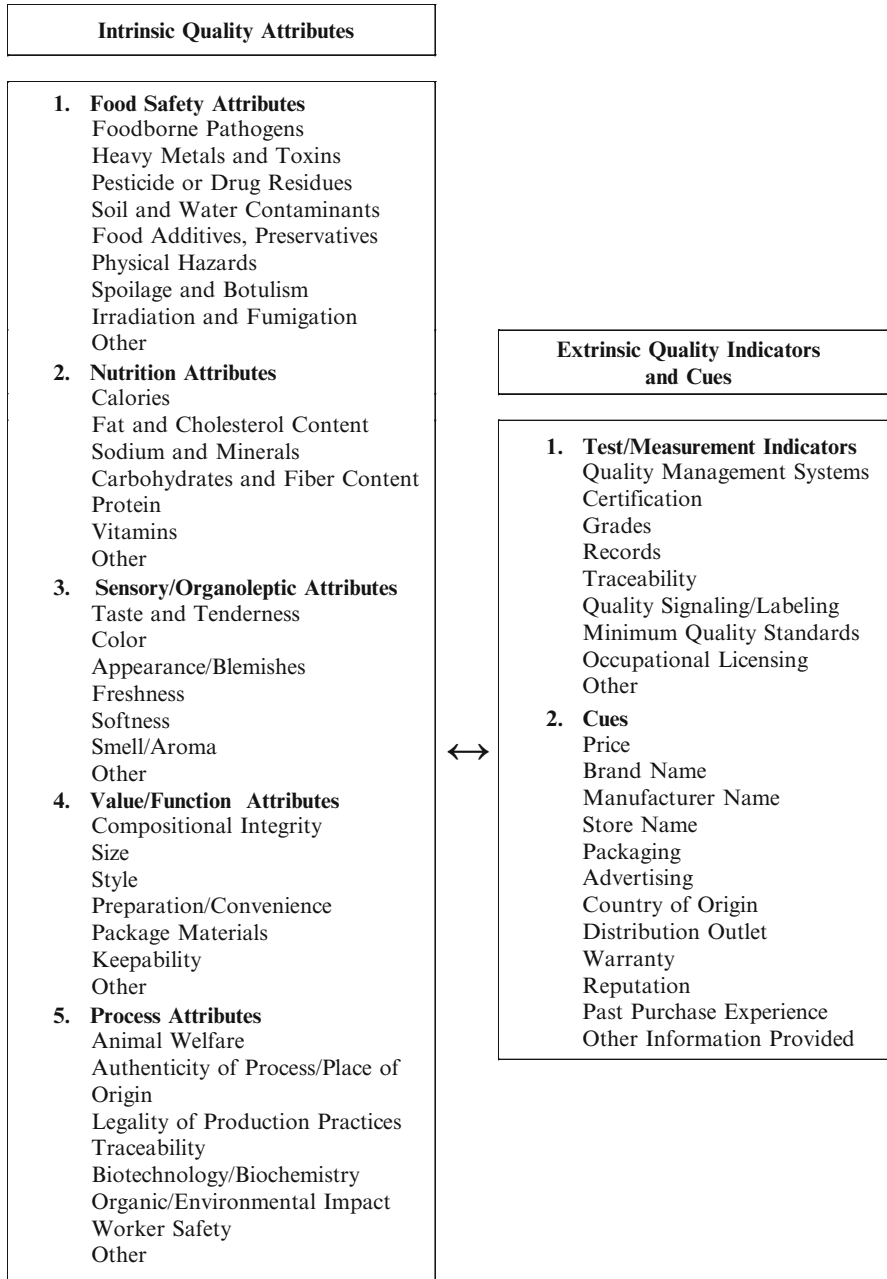 Intrinsic Quality Attributes
1. Food Safety Attributes
Foodborne Pathogens
Heavy Metals and Toxins
Pesticide or Drug Residues
Soil and Water Contaminants
Food Additives, Preservatives
Physical Hazards
Spoilage and Botulism
Irradiation and Fumigation
Other
2. Nutrition Attributes
Calories
Fat and Cholesterol Content
Sodium and Minerals
Carbohydrates and Fiber Content
Protein
Vitamins
Other
3. Sensory/Organoleptic Attributes
Taste and Tenderness
Color
Appearance/Blemishes
Freshness
Softness
Smell/Aroma
Other
4. Value/Function Attributes
Compositional Integrity
Size
Style
Preparation/Convenience
Package Materials
Keepability
Other
5. Process Attributes
Animal Welfare
Authenticity of Process/Place of
Origin
Legality of Production Practices
Traceability
Biotechnology/Biochemistry
Organic/Environmental Impact
Worker Safety
Other
↔
Extrinsic Quality Indicators
and Cues
1. Test/Measurement Indicators
Quality Management Systems
Certification
Grades
Records
Traceability
Quality Signaling/Labeling
Minimum Quality Standards
Occupational Licensing
Other
2. Cues
Price
Brand Name
Manufacturer Name
Store Name
Packaging
Advertising
Country of Origin
Distribution Outlet
Warranty
Reputation
Past Purchase Experience
Other Information Provided